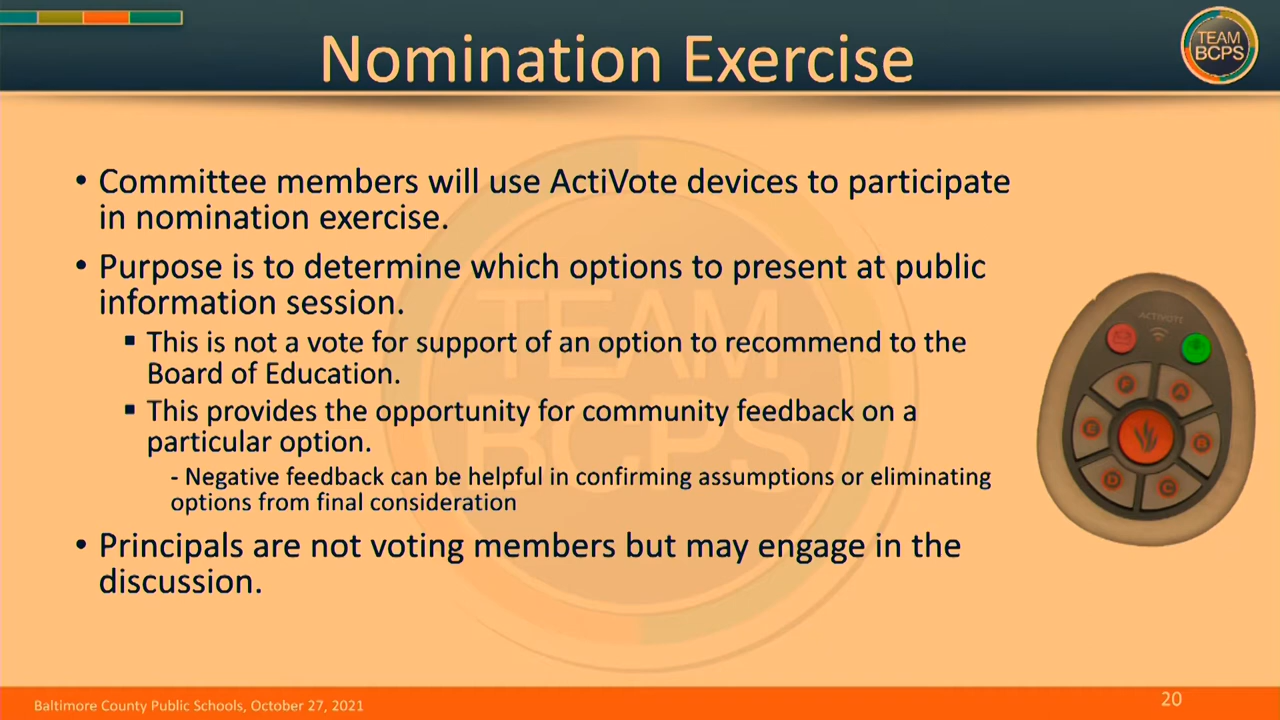 Nomination Exercise
TEAM
BCPS
• Committee members will use ActiVote devices to participate
in nomination exercise.
• Purpose is to determine which options to present at public
information session.
▪ This is not a vote for support of an option to recommend to the
Board of Education.
▪ This provides the opportunity for community feedback on a
particular option.
- Negative feedback can be helpful in confirming assumptions or eliminating
options from final consideration
• Principals are not voting members but may engage in the
discussion.
TEAM
BCPS
ACTIVOTE
F
A
E
B
D
C
Baltimore County Public Schools, October 27, 2021
20